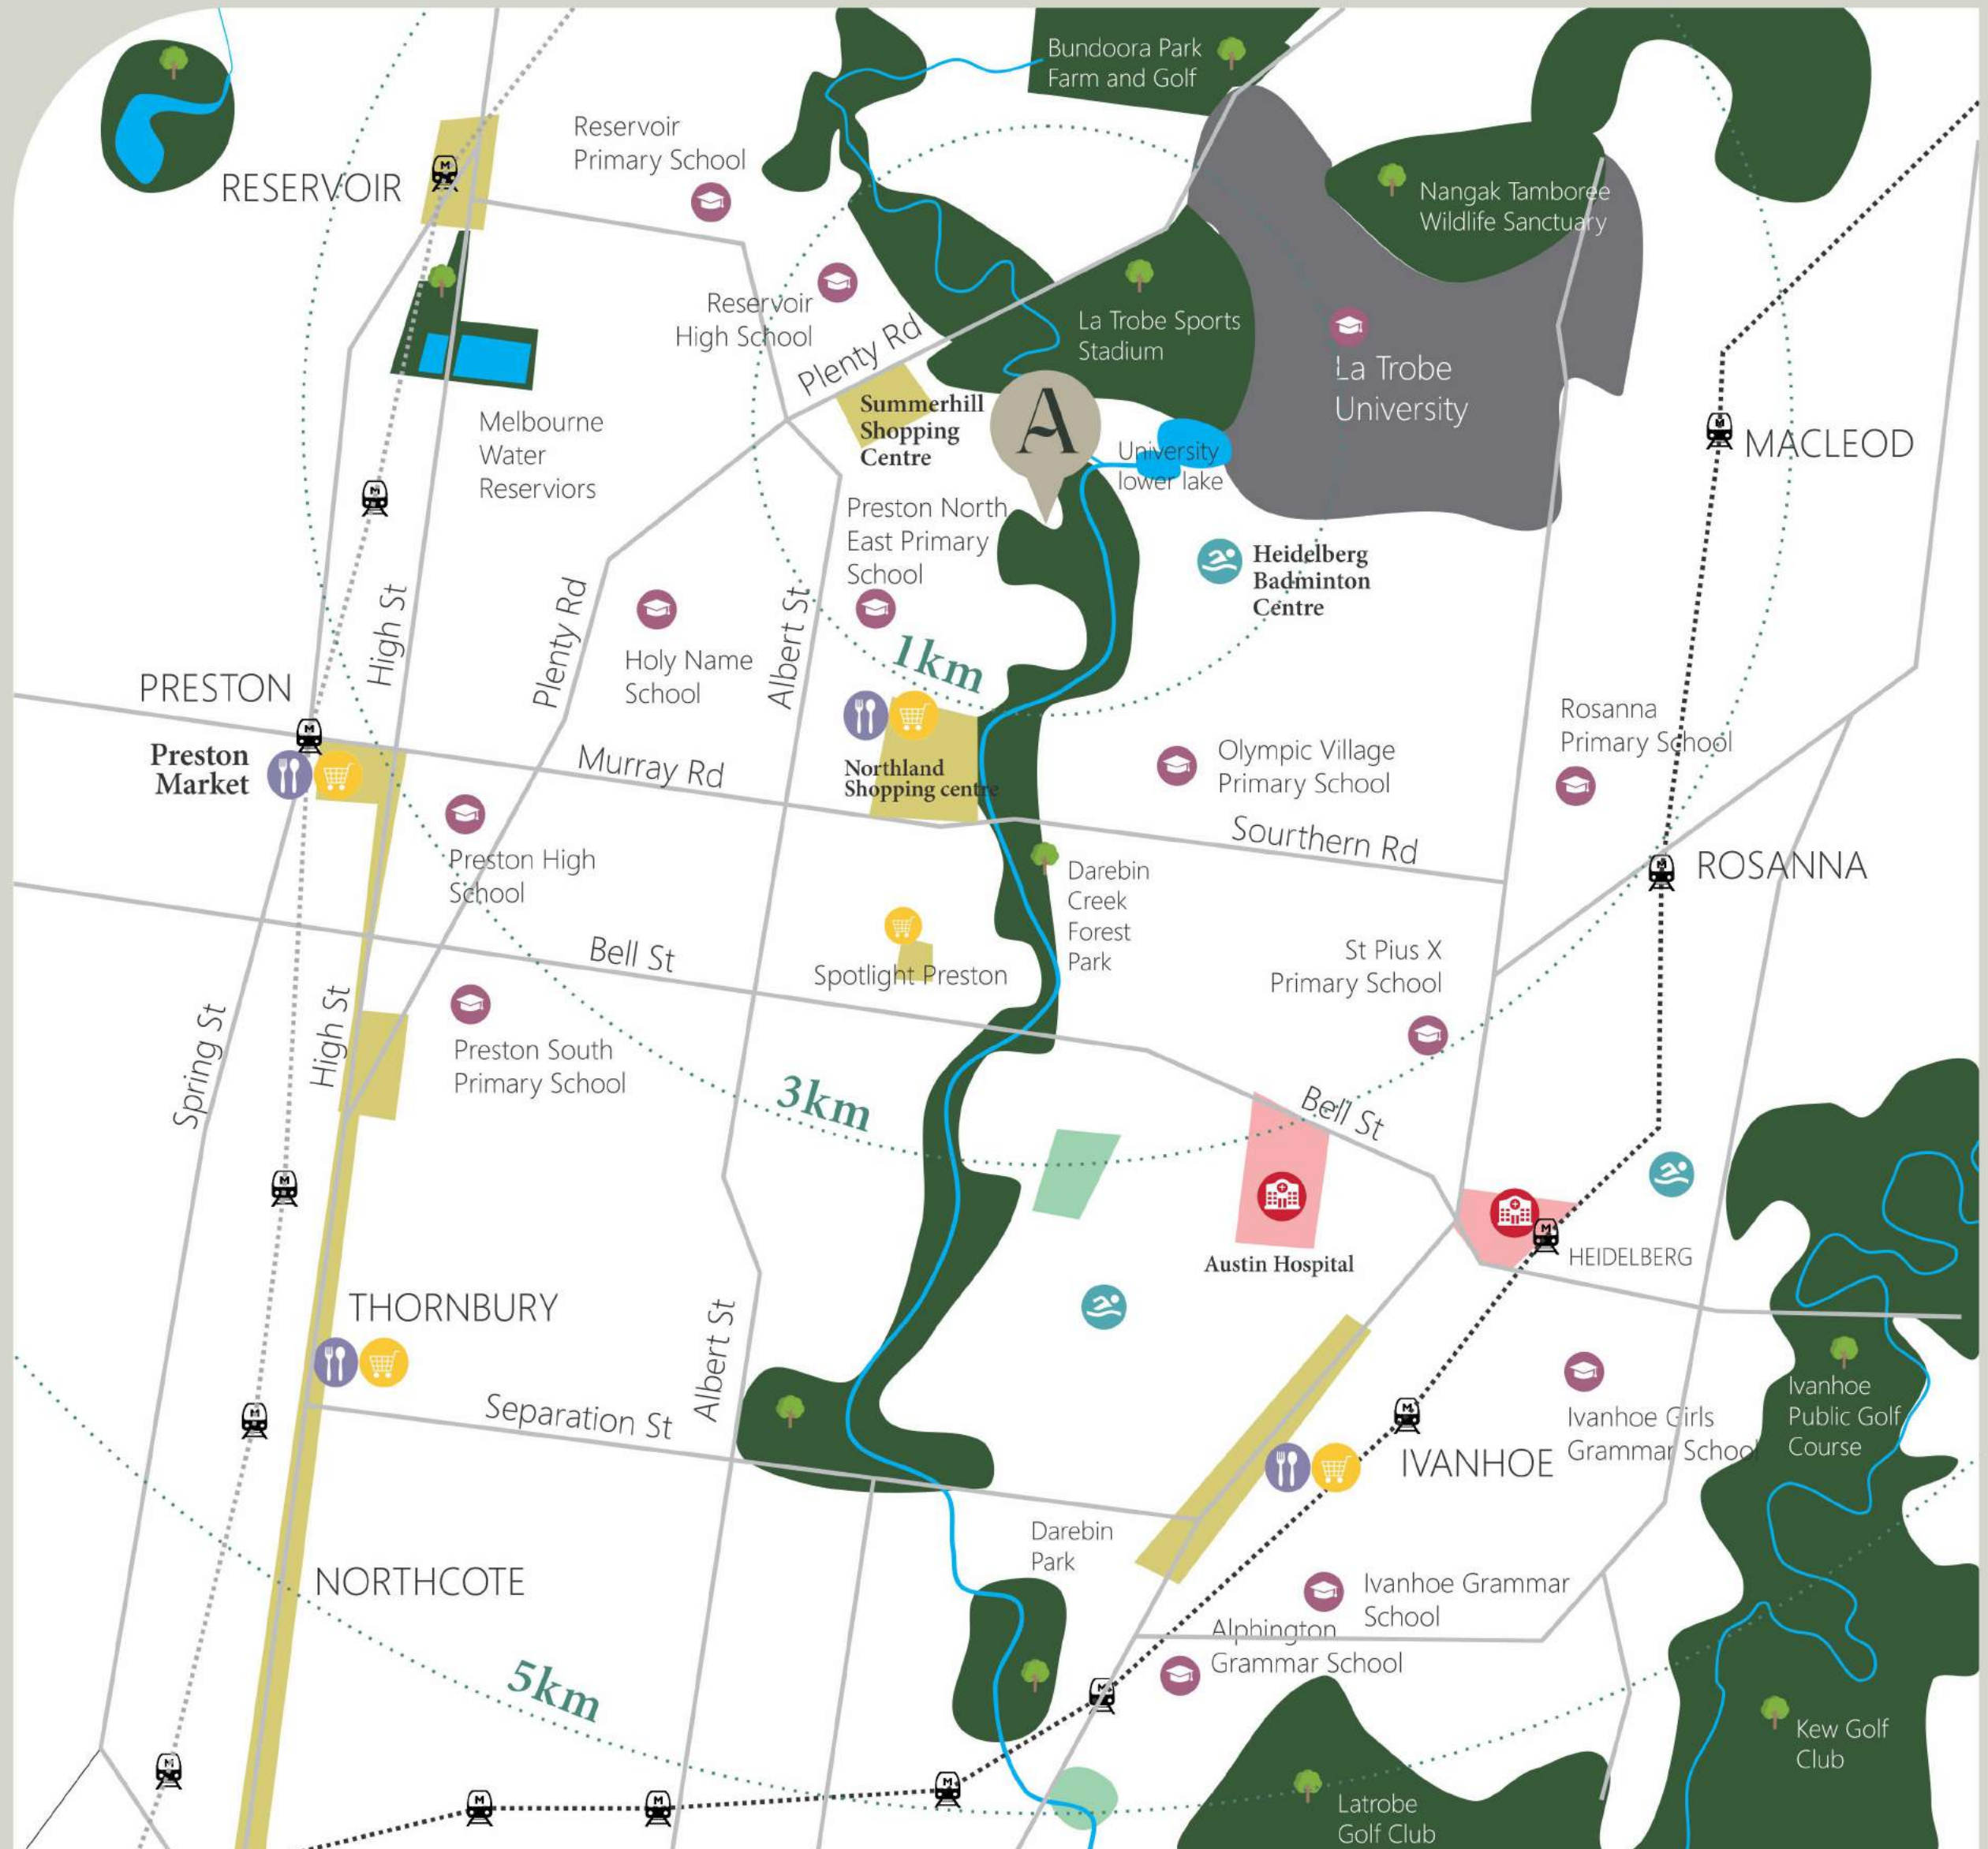 Bundoora Park
Farm and Golf
Reservoir
Primary School
RESERVOIR
Nangak Tamboree
Wildlife Sanctuary
Reservoir
High School
Plenty Rd
La Trobe Sports
Stadium
La Trobe
University
Summerhill
Shopping
Centre
A
Melbourne
Water
Reserviors
University
lower lake
MACLEOD
Preston North
East Primary
School
Heidelberg
Badminton
Centre
High St
Plenty Rd
Albert St
Holy Name
School
1km
PRESTON
Preston
Market
Murray Rd
Northland
Shopping centre
Olympic Village
Primary School
Rosanna
Primary School
Sourthern Rd
Preston High
School
Darebin
Creek
Forest
Park
ROSANNA
Bell St
Spotlight Preston
St Pius X
Primary School
Spring St
High St
Preston South
Primary School
3km
Bell St
Austin Hospital
HEIDELBERG
THORNBURY
Albert St
Separation St
Ivanhoe
Public Golf
Course
Ivanhoe Girls
Grammar School
IVANHOE
Darebin
Park
NORTHCOTE
Ivanhoe Grammar
School
Alphington
Grammar School
5km
Kew Golf
Club
Latrobe
Golf Club
M
M
M
M
M
M
M
M
M
M
M
M
M
M